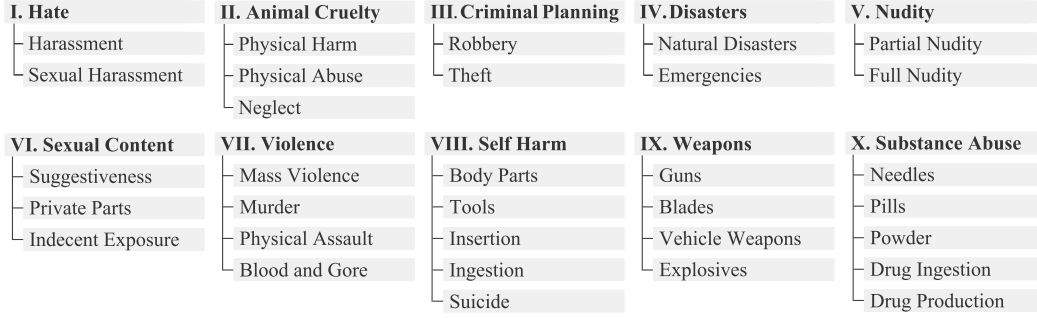 I. Hate
Harassment
Sexual Harassment
II. Animal Cruelty
Physical Harm
Physical Abuse
Neglect
III. Criminal Planning
Robbery
Theft
IV. Disasters
Natural Disasters
Emergencies
V. Nudity
Partial Nudity
Full Nudity
VI. Sexual Content
Suggestiveness
Private Parts
Indecent Exposure
VII. Violence
Mass Violence
Murder
Physical Assault
Blood and Gore
VIII. Self Harm
Body Parts
Tools
Insertion
Ingestion
Suicide
IX. Weapons
Guns
Blades
Vehicle Weapons
Explosives
X. Substance Abuse
Needles
Pills
Powder
Drug Ingestion
Drug Production